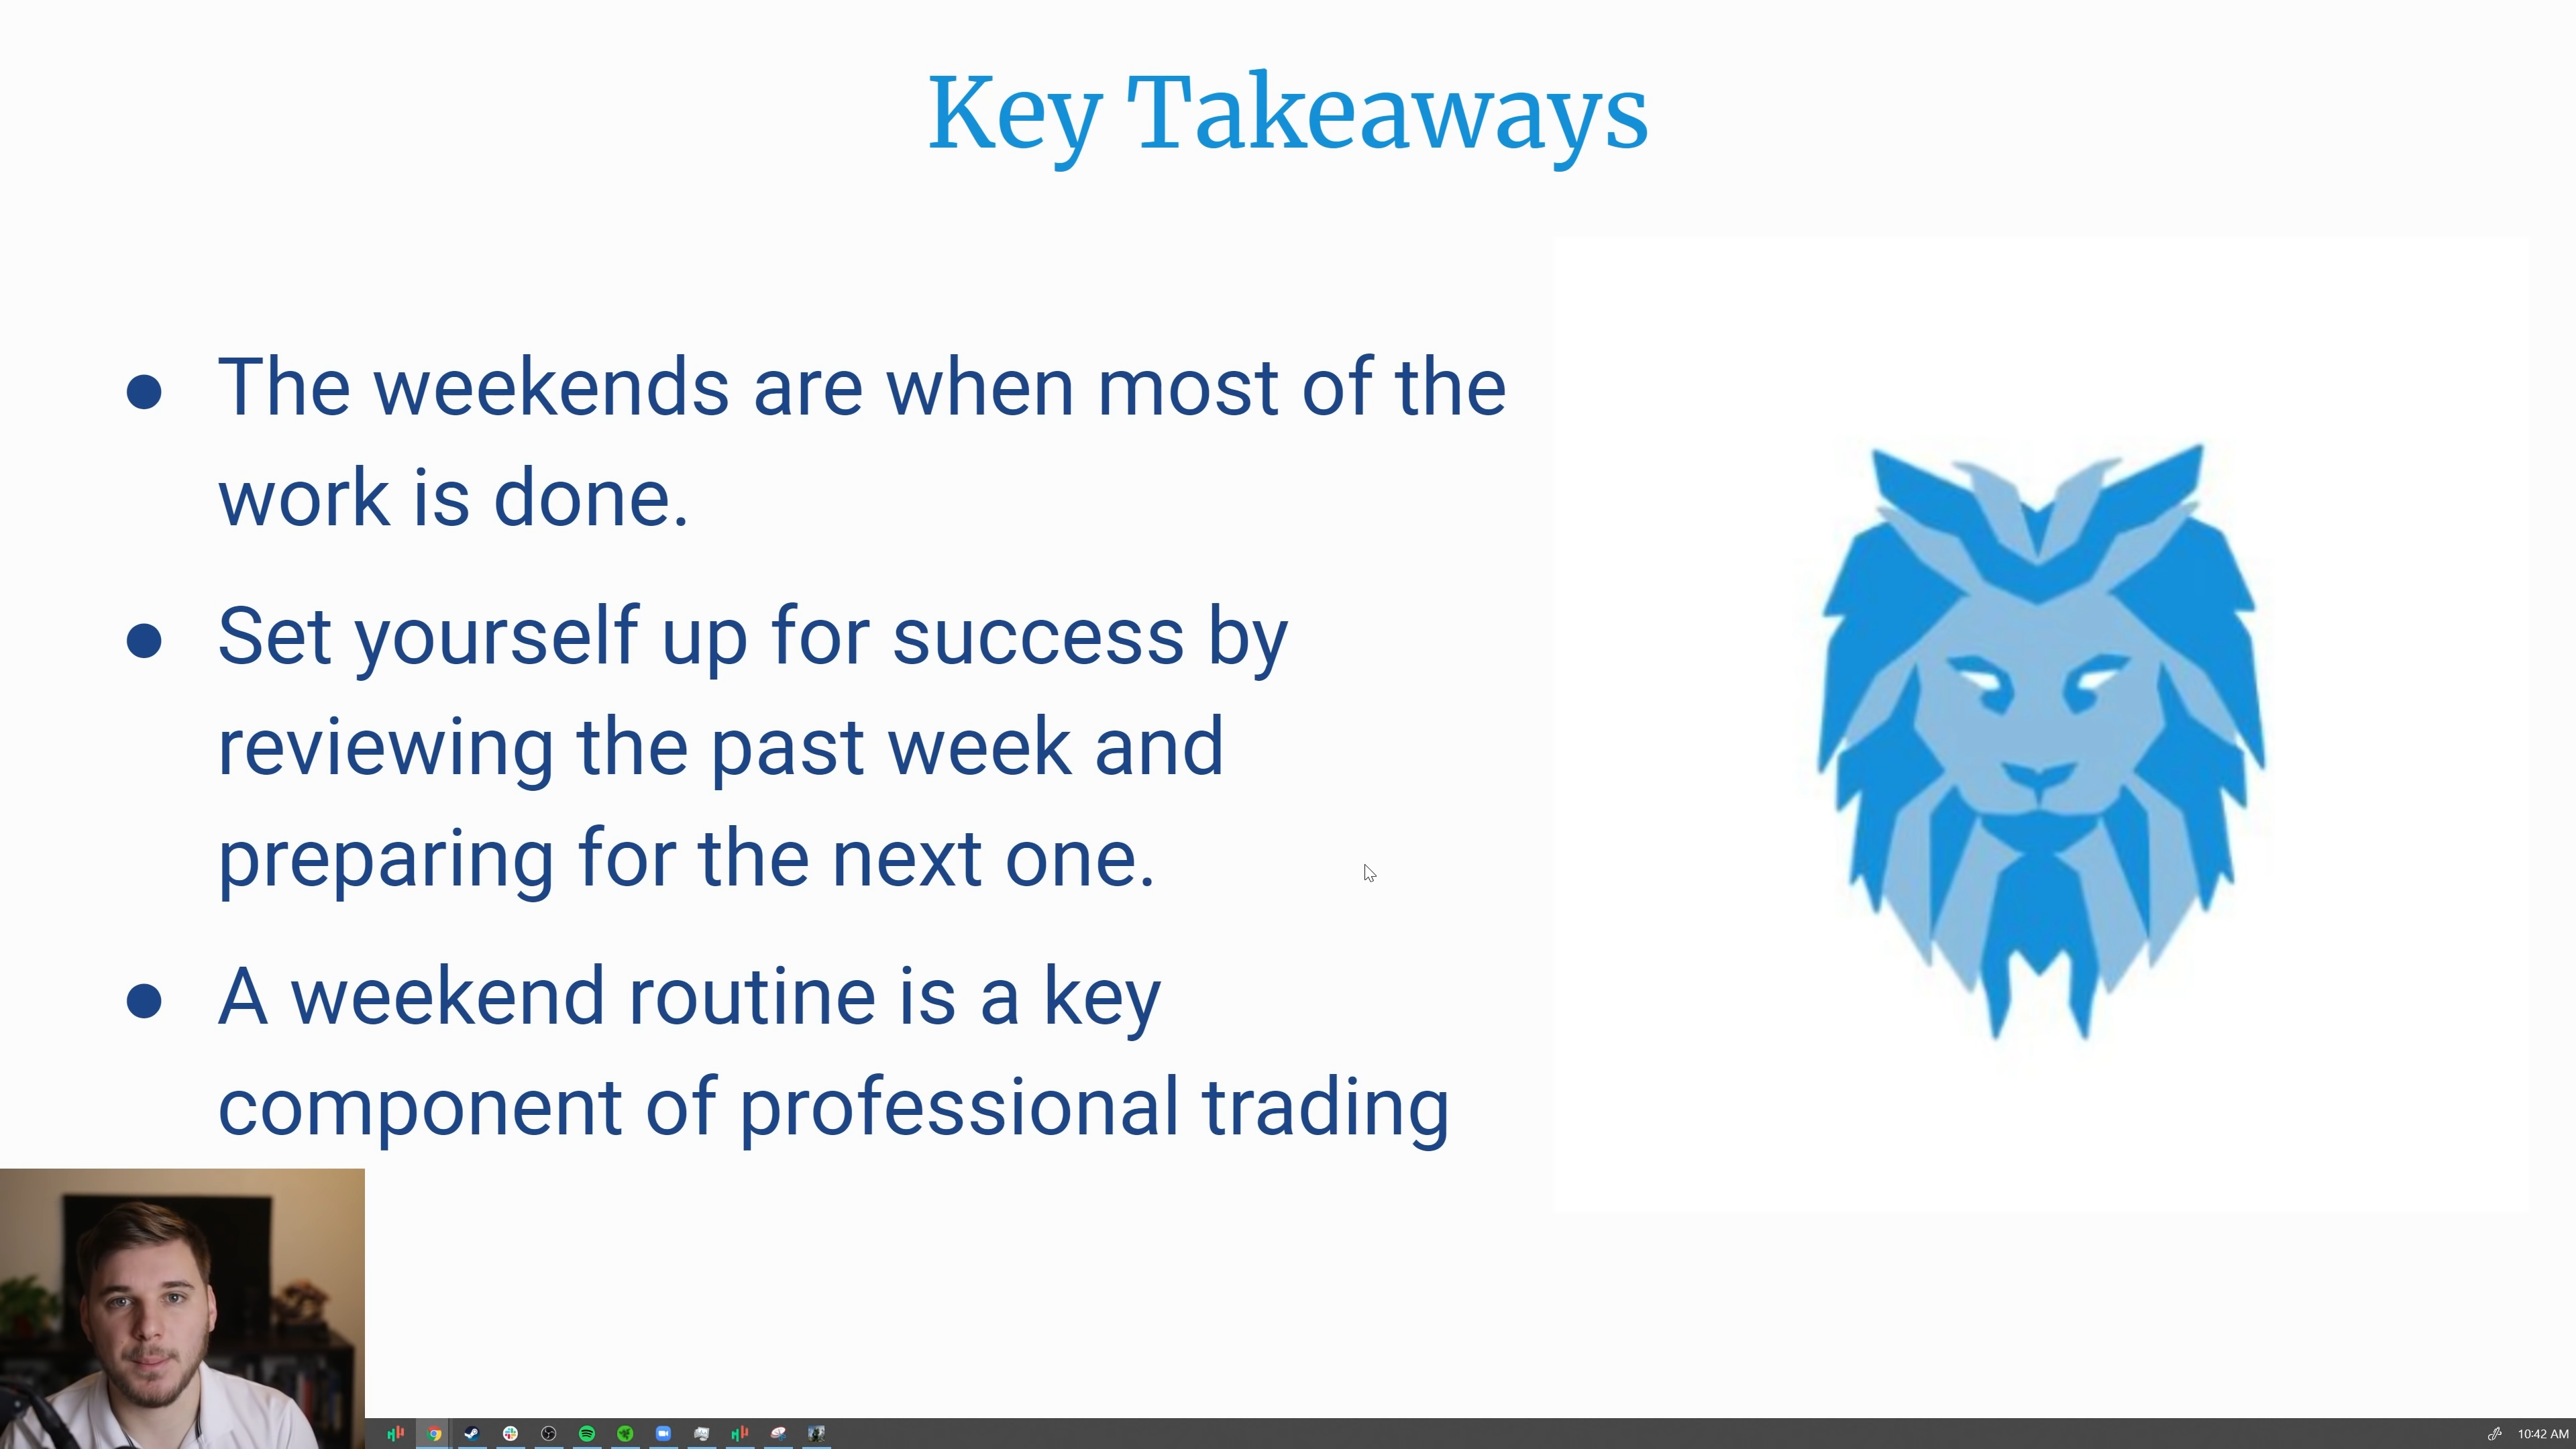 Key Takeaways
● The weekends are when most of the
work is done.
● Set yourself up for success by
reviewing the past week and
preparing for the next one.
● A weekend routine is a key
component of professional trading
10:42 AM